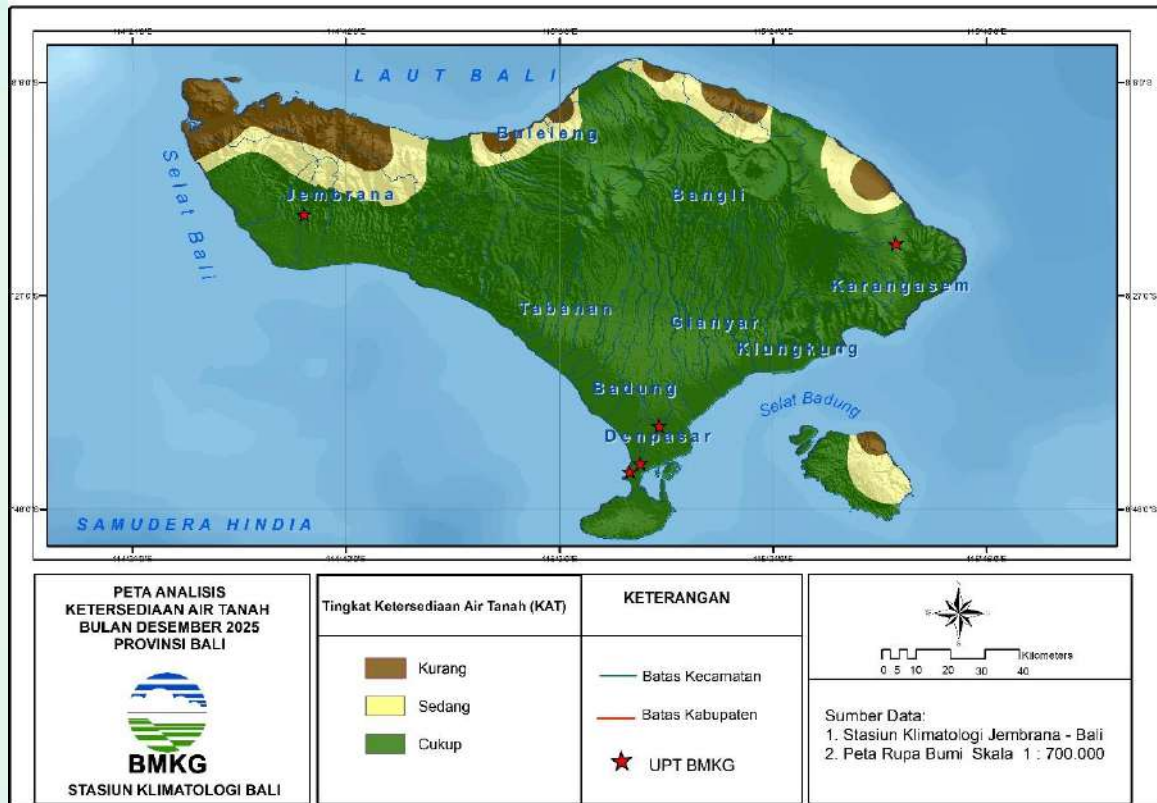 LAUT BALI
Buleleng
Selat Bali
Jembrana
Bangli
Karangasem
Tabanan
Gianyar
Klungkung
Badung
Selat Badung
Denpasar
SAMUDERA HINDIA
8°27'0"S
PETA ANALISIS
KETERSEDIAAN AIR TANAH
BULAN DESEMBER 2025
PROVINSI BALI
BMKG
STASIUN KLIMATOLOGI BALI
Tingkat Ketersediaan Air Tanah (KAT)
Kurang
Sedang
Cukup
KETERANGAN
Batas Kecamatan
Batas Kabupaten
UPT BMKG
Kilometers
0 5 10 20 30 40
Sumber Data:
1. Stasiun Klimatologi Jembrana - Bali
2. Peta Rupa Bumi Skala 1 : 700.000